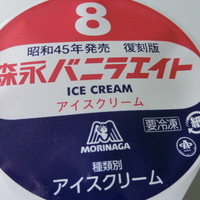 8
昭和45年発売 復刻版
森永バニラエイト
ICE CREAM
アイスクリーム
MORINAGA
要冷凍
種類別
アイスクリーム